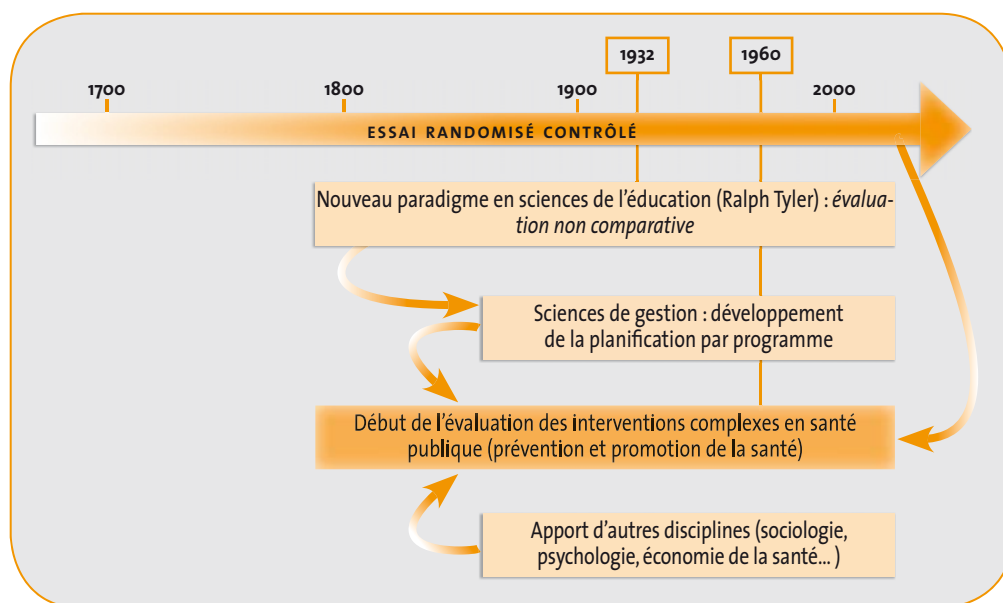 1932
1960
1700
1800
1900
2000
ESSAI RANDOMISÉ CONTRÔLÉ
Nouveau paradigme en sciences de l'éducation (Ralph Tyler) : évalua-
tion non comparative
Sciences de gestion : développement
de la planification par programme
Début de l'évaluation des interventions complexes en santé
publique (prévention et promotion de la santé)
Apport d'autres disciplines (sociologie,
psychologie, économie de la santé... )